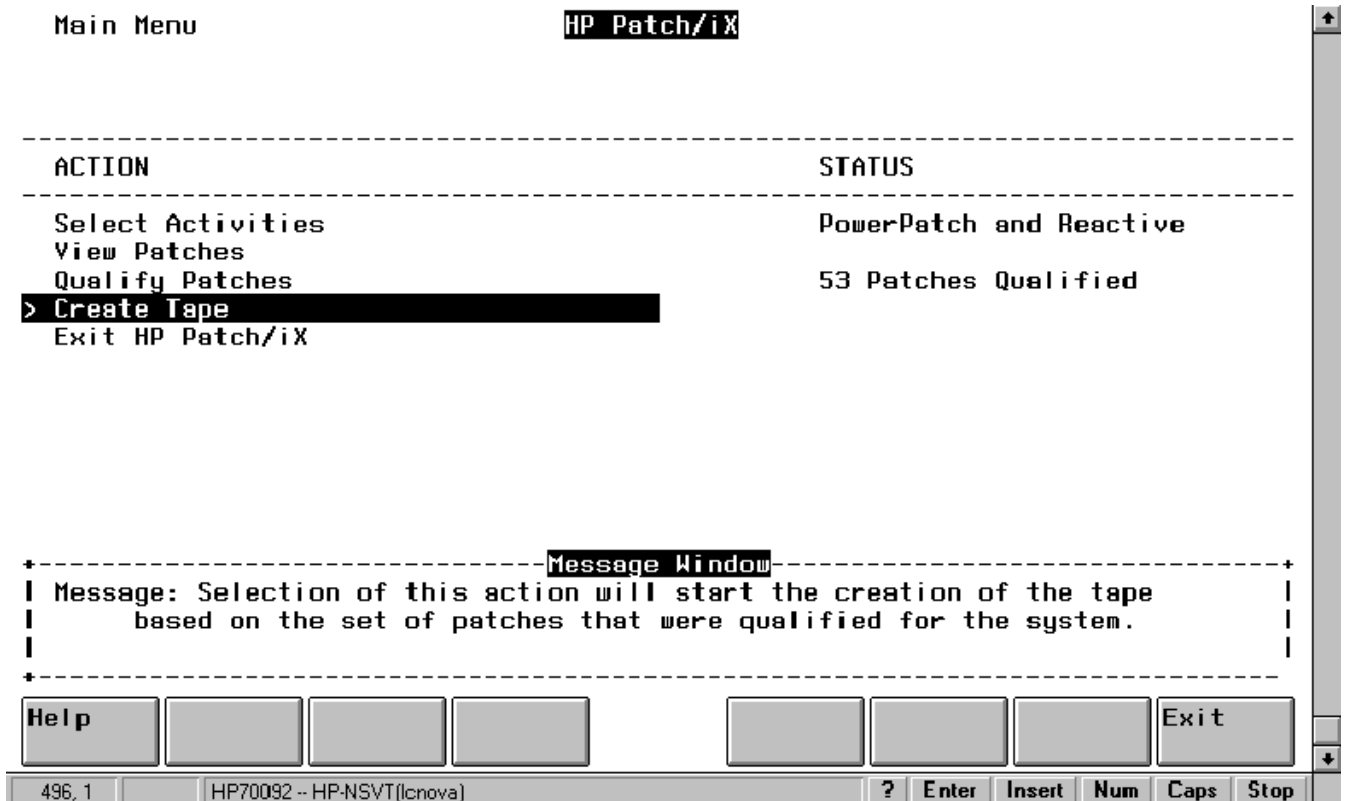 Main Menu HP Patch/iX
ACTION STATUS
Select Activities PowerPatch and Reactive
View Patches
Qualify Patches 53 Patches Qualified
> Create Tape
Exit HP Patch/iX
Message Window
Message: Selection of this action will start the creation of the tape
based on the set of patches that were qualified for the system.
Help Exit
496, 1 HP70092 -- HP-NSVT(lcnova) ? Enter Insert Num Caps Stop